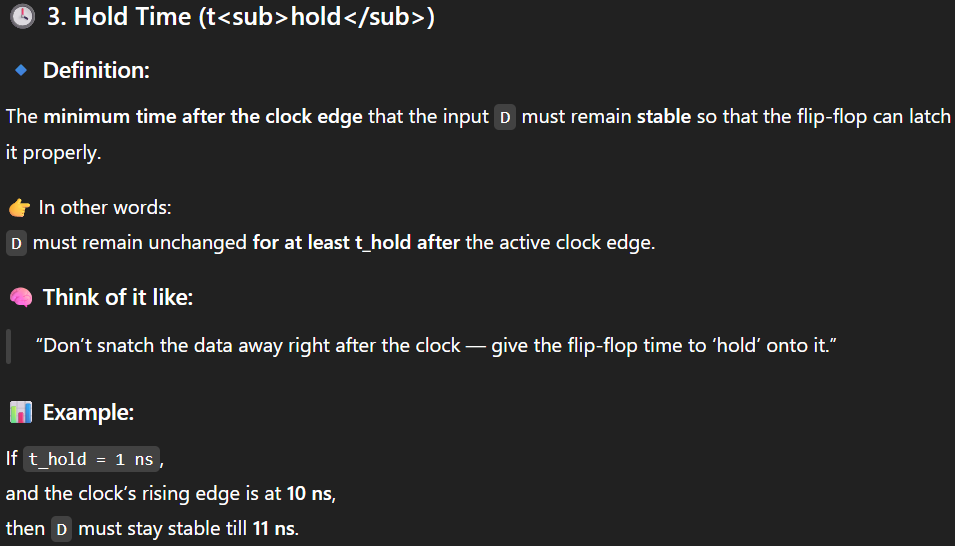 🕒 3. Hold Time (t<sub>hold</sub>)
🔹 Definition:
The minimum time after the clock edge that the input D must remain stable so that the flip-flop can latch
it properly.
👉 In other words:
D must remain unchanged for at least t_hold after the active clock edge.
🧠 Think of it like:
“Don’t snatch the data away right after the clock — give the flip-flop time to ‘hold’ onto it.”
📊 Example:
If t_hold = 1 ns,
and the clock’s rising edge is at 10 ns,
then D must stay stable till 11 ns.